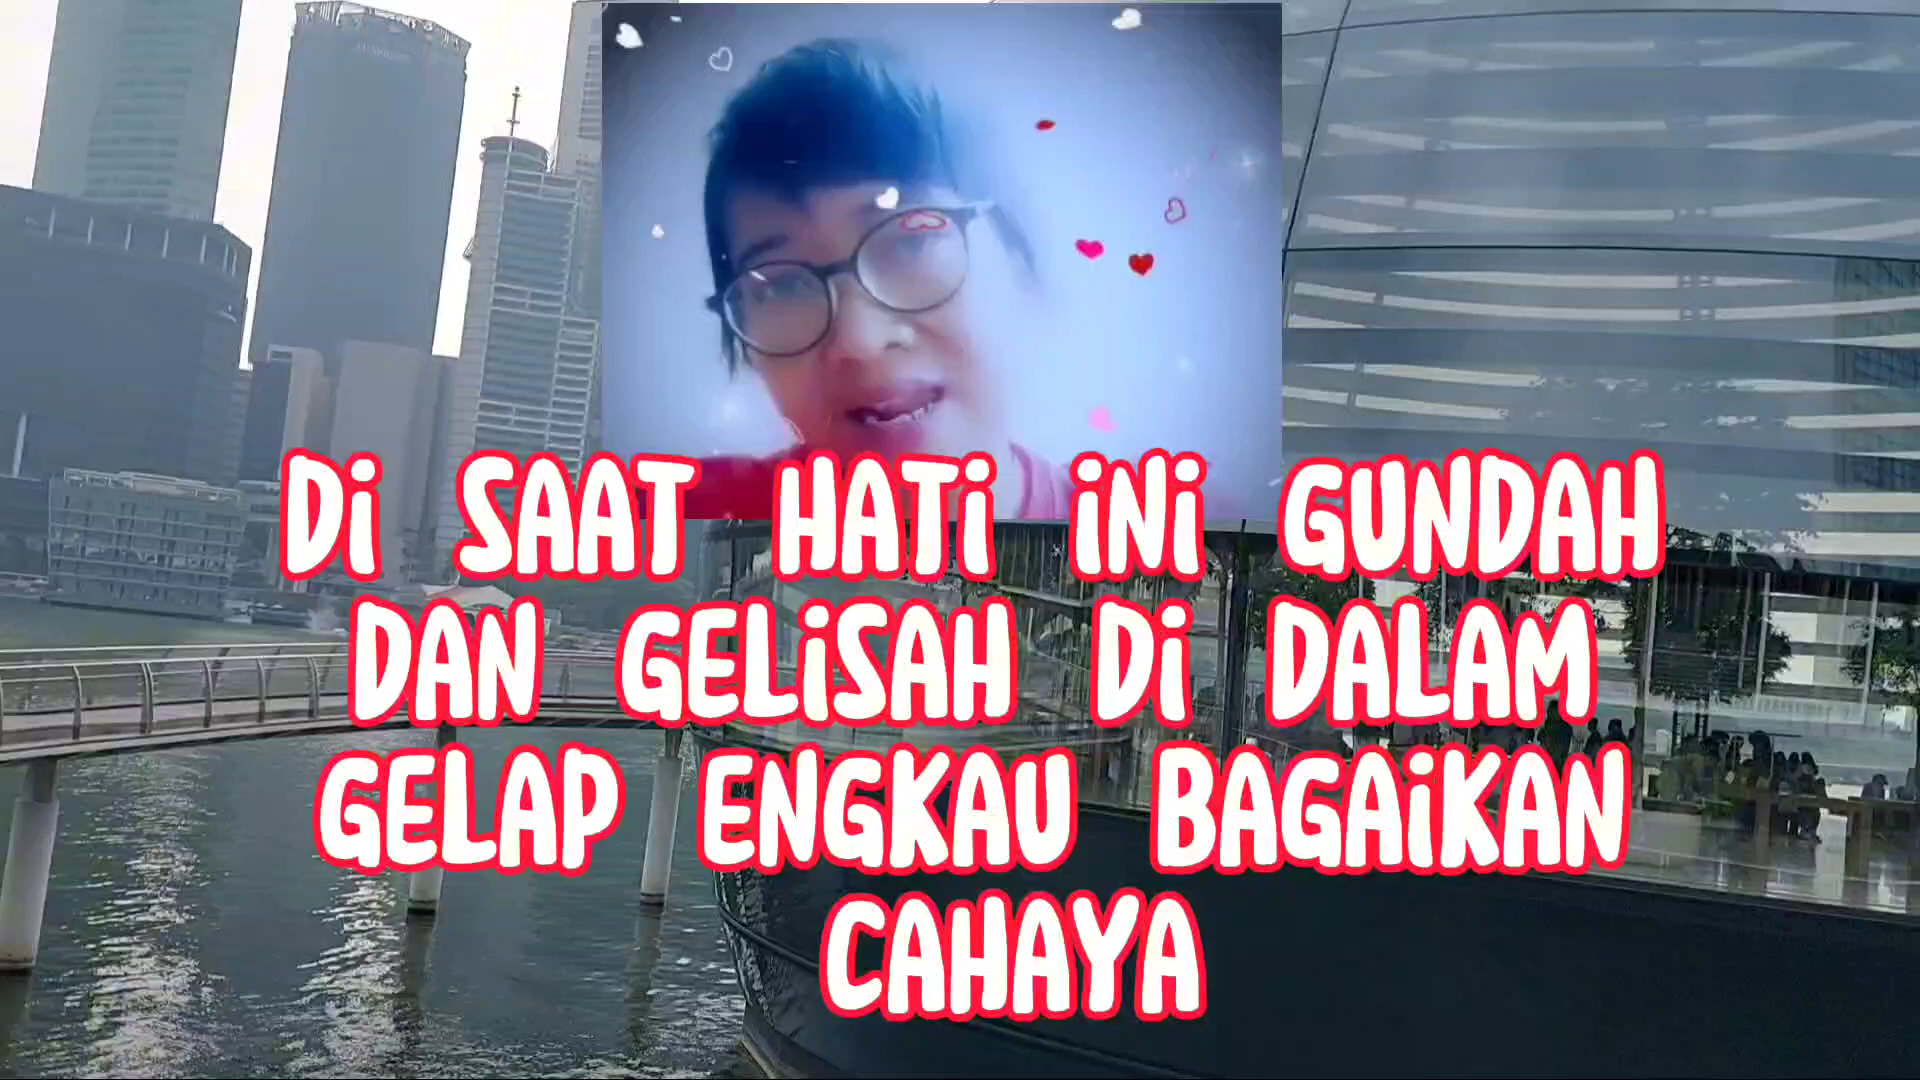 Di SAAT HATi iNi GUNDAH
DAN GELiSAH Di DALAM
GELAP ENGKAU BAGAiKAN
CAHAYA